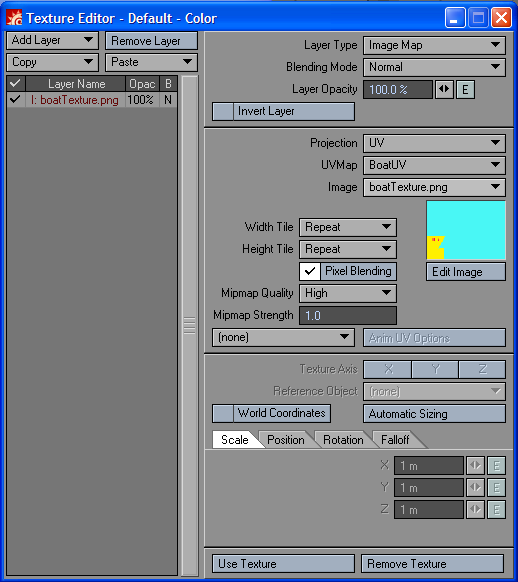 Texture Editor - Default - Color
Add Layer Remove Layer
Copy Paste
Layer Name Opac B
I: boatTexture.png 100% N
Layer Type Image Map
Blending Mode Normal
Layer Opacity 100.0 % E
Invert Layer
Projection UV
UVMap BoatUV
Image boatTexture.png
Width Tile Repeat
Height Tile Repeat
Pixel Blending Edit Image
Mipmap Quality High
Mipmap Strength 1.0
(none) Anim UV Options
Texture Axis X Y Z
Reference Object (none)
World Coordinates Automatic Sizing
Scale Position Rotation Falloff
X 1 m E
Y 1 m E
Z 1 m E
Use Texture Remove Texture